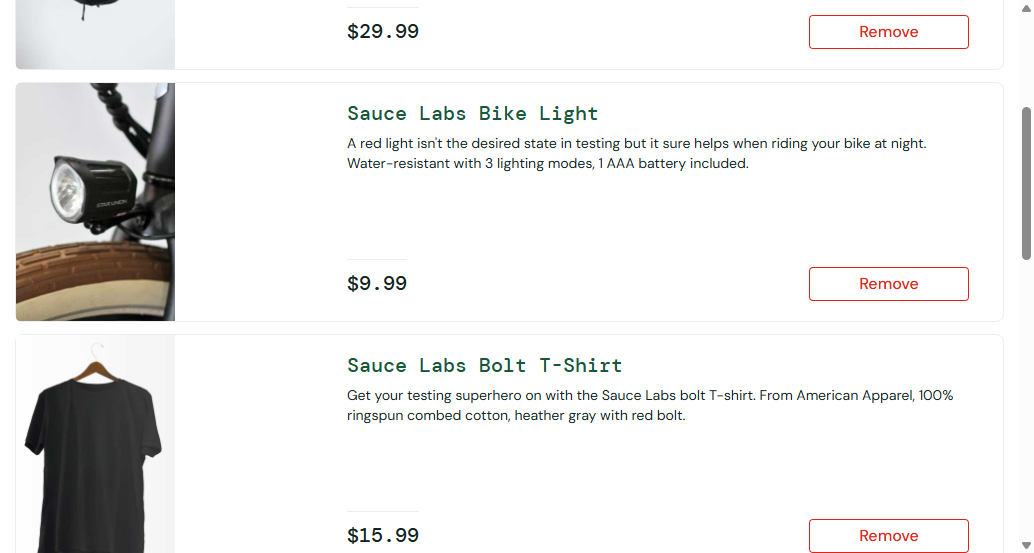 $29.99
Remove
Sauce Labs Bike Light
A red light isn't the desired state in testing but it sure helps when riding your bike at night.
Water-resistant with 3 lighting modes, 1 AAA battery included.
$9.99
Remove
Sauce Labs Bolt T-Shirt
Get your testing superhero on with the Sauce Labs bolt T-shirt. From American Apparel, 100%
ringspun combed cotton, heather gray with red bolt.
$15.99
Remove